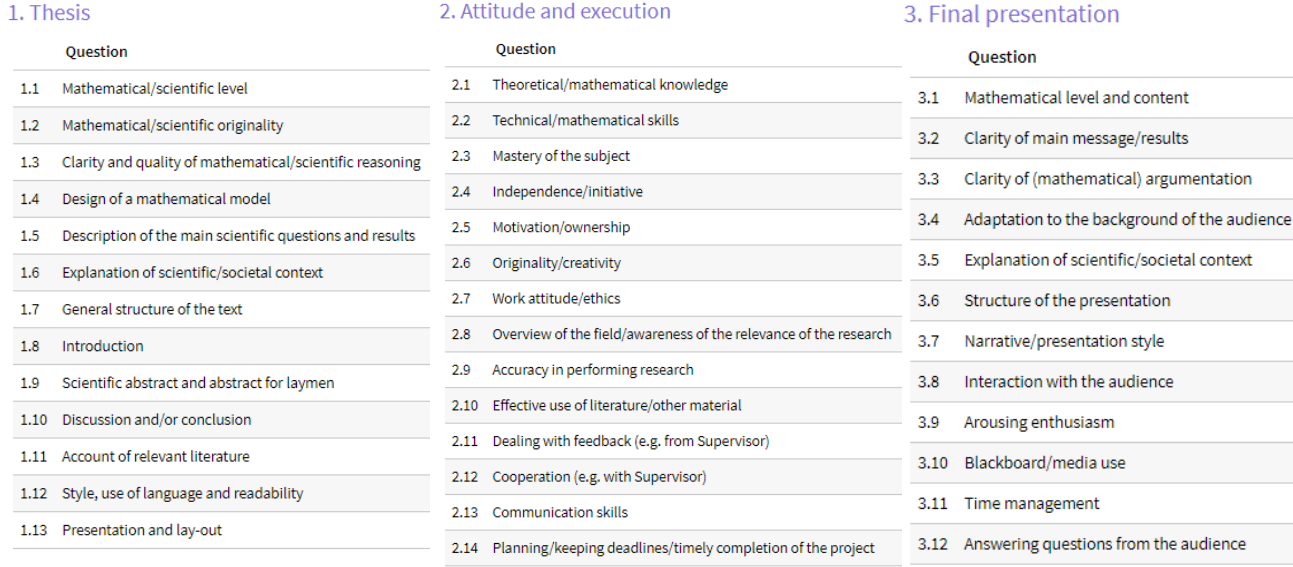 1. Thesis
Question
1.1 Mathematical/scientific level
1.2 Mathematical/scientific originality
1.3 Clarity and quality of mathematical/scientific reasoning
1.4 Design of a mathematical model
1.5 Description of the main scientific questions and results
1.6 Explanation of scientific/societal context
1.7 General structure of the text
1.8 Introduction
1.9 Scientific abstract and abstract for laymen
1.10 Discussion and/or conclusion
1.11 Account of relevant literature
1.12 Style, use of language and readability
1.13 Presentation and lay-out
2. Attitude and execution
Question
2.1 Theoretical/mathematical knowledge
2.2 Technical/mathematical skills
2.3 Mastery of the subject
2.4 Independence/initiative
2.5 Motivation/ownership
2.6 Originality/creativity
2.7 Work attitude/ethics
2.8 Overview of the field/awareness of the relevance of the research
2.9 Accuracy in performing research
2.10 Effective use of literature/other material
2.11 Dealing with feedback (e.g. from Supervisor)
2.12 Cooperation (e.g. with Supervisor)
2.13 Communication skills
2.14 Planning/keeping deadlines/timely completion of the project
3. Final presentation
Question
3.1 Mathematical level and content
3.2 Clarity of main message/results
3.3 Clarity of (mathematical) argumentation
3.4 Adaptation to the background of the audience
3.5 Explanation of scientific/societal context
3.6 Structure of the presentation
3.7 Narrative/presentation style
3.8 Interaction with the audience
3.9 Arousing enthusiasm
3.10 Blackboard/media use
3.11 Time management
3.12 Answering questions from the audience